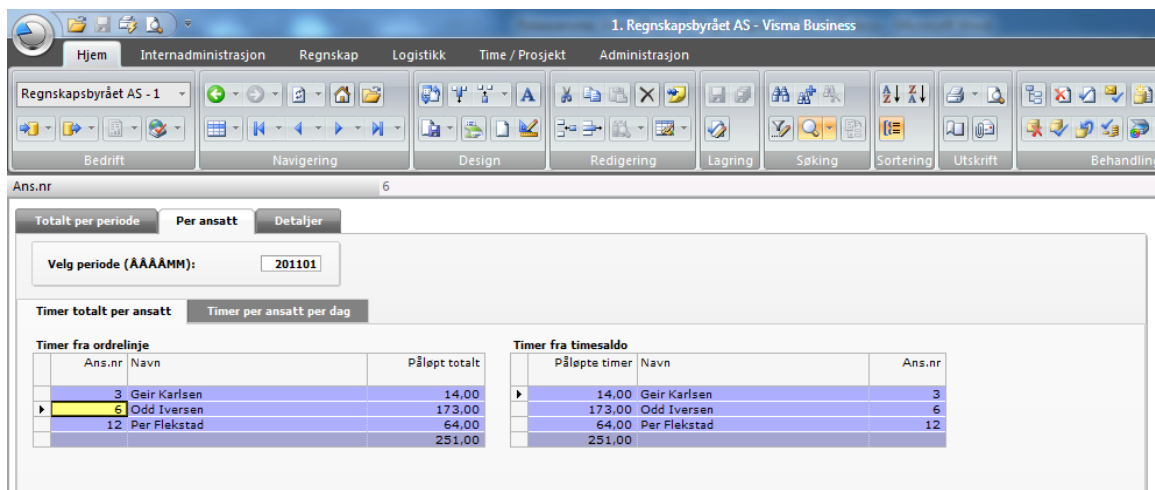 1. Regnskapsbyrået AS - Visma Business
Hjem Internadministrasjon Regnskap Logistikk Time / Prosjekt Administrasjon
Regnskapsbyrået AS - 1
Bedrift Navigering Design Redigering Lagring Søking Sortering Utskrift Behandlin
Ans.nr 6
Totalt per periode Per ansatt Detaljer
Velg periode (ÅÅÅÅMM): 201101
Timer totalt per ansatt Timer per ansatt per dag
Timer fra ordrelinje
Ans.nr Navn Påløpt totalt
3 Geir Karlsen 14,00
6 Odd Iversen 173,00
12 Per Flekstad 64,00
251,00
Timer fra timesaldo
Påløpte timer Navn Ans.nr
14,00 Geir Karlsen 3
173,00 Odd Iversen 6
64,00 Per Flekstad 12
251,00